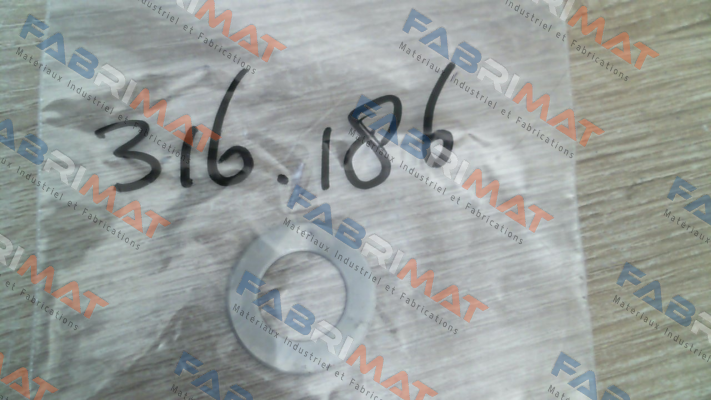 316.186
FABRIMAT
Materiaux Industriel et Fabrications